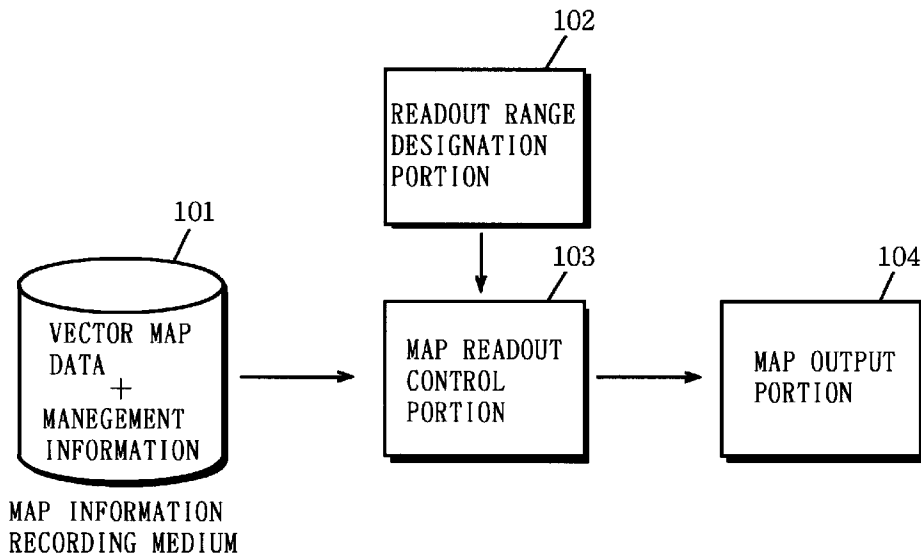 102
READOUT RANGE
DESIGNATION
PORTION
101
103
104
VECTOR MAP
DATA
+
MANEGEMENT
INFORMATION
MAP READOUT
CONTROL
PORTION
MAP OUTPUT
PORTION
MAP INFORMATION
RECORDING MEDIUM